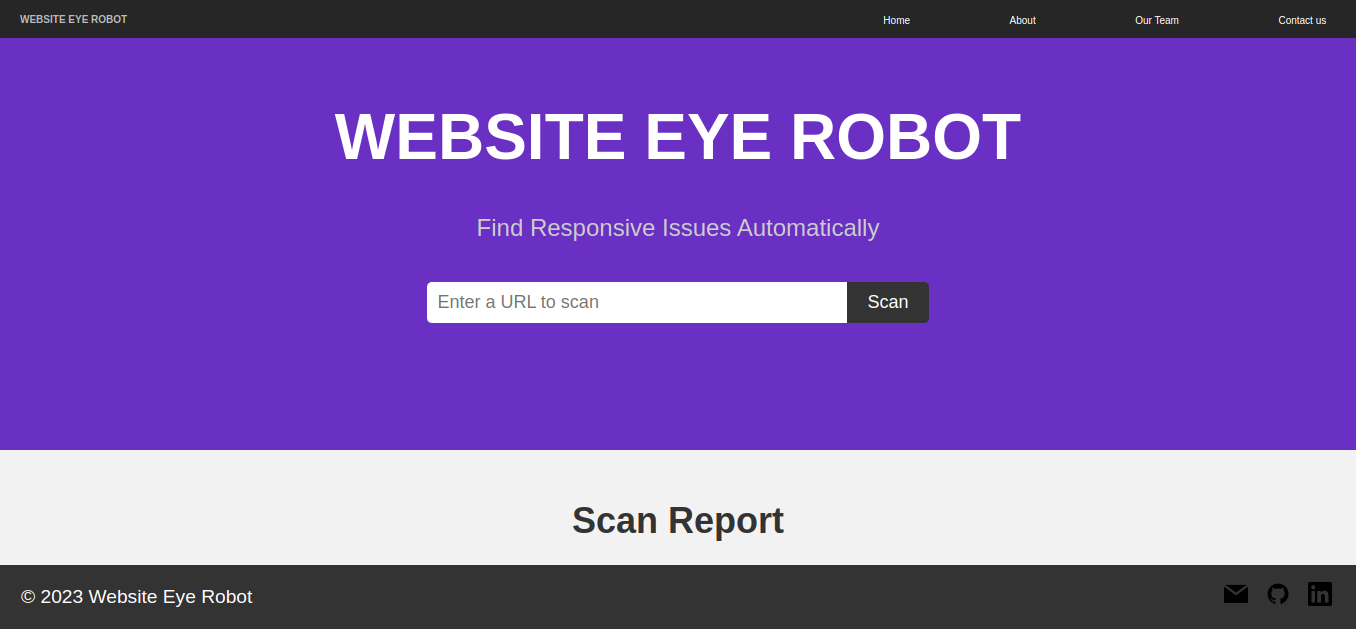 WEBSITE EYE ROBOT
Home About Our Team Contact us
WEBSITE EYE ROBOT
Find Responsive Issues Automatically
Enter a URL to scan
Scan
Scan Report
© 2023 Website Eye Robot
in